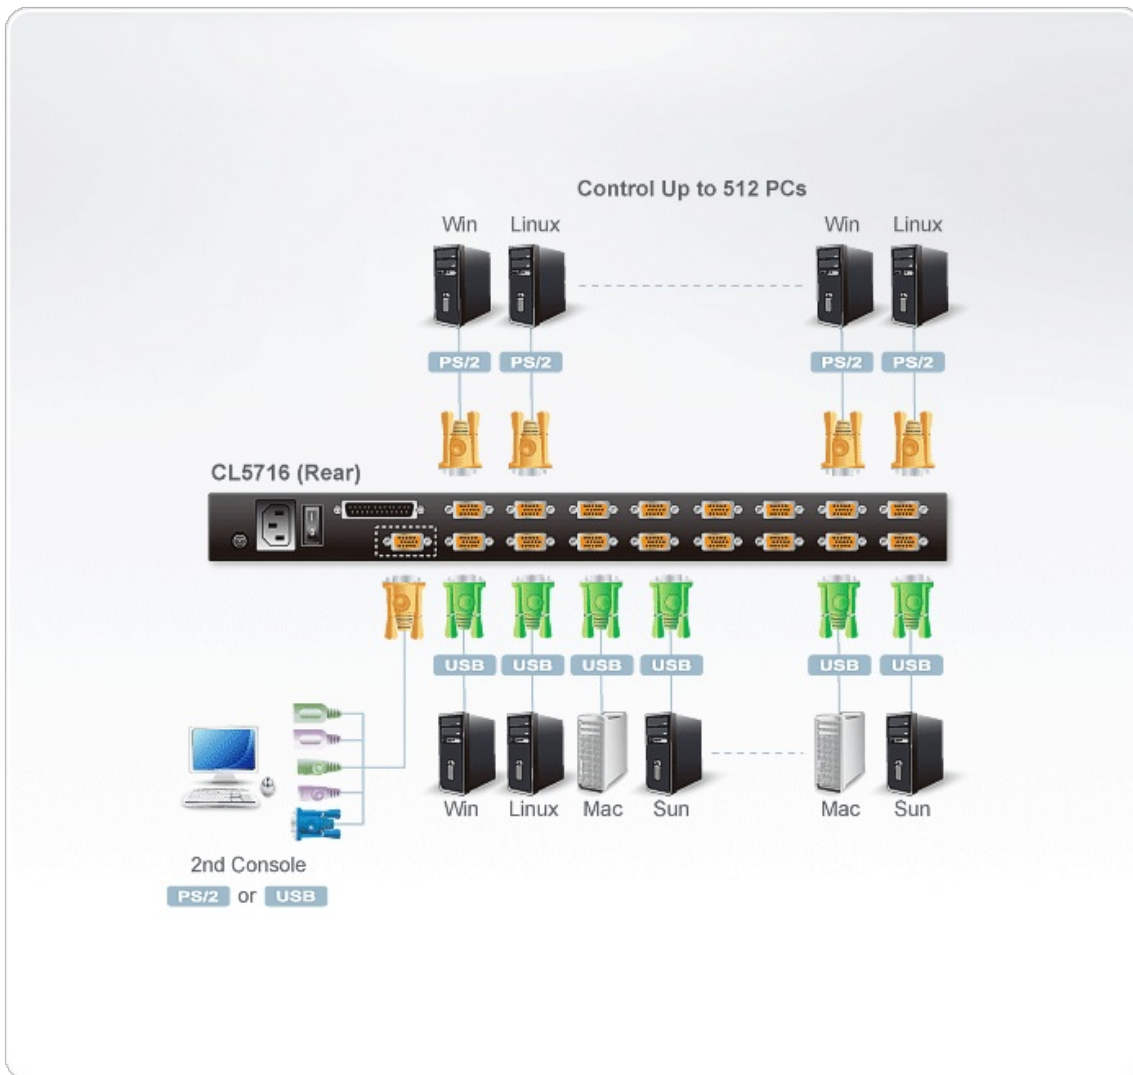 Control Up to 512 PCs
Win Linux Win Linux
PS/2 PS/2 PS/2 PS/2
CL5716 (Rear)
USB USB USB USB USB USB
Win Linux Mac Sun Mac Sun
2nd Console
PS/2 or USB